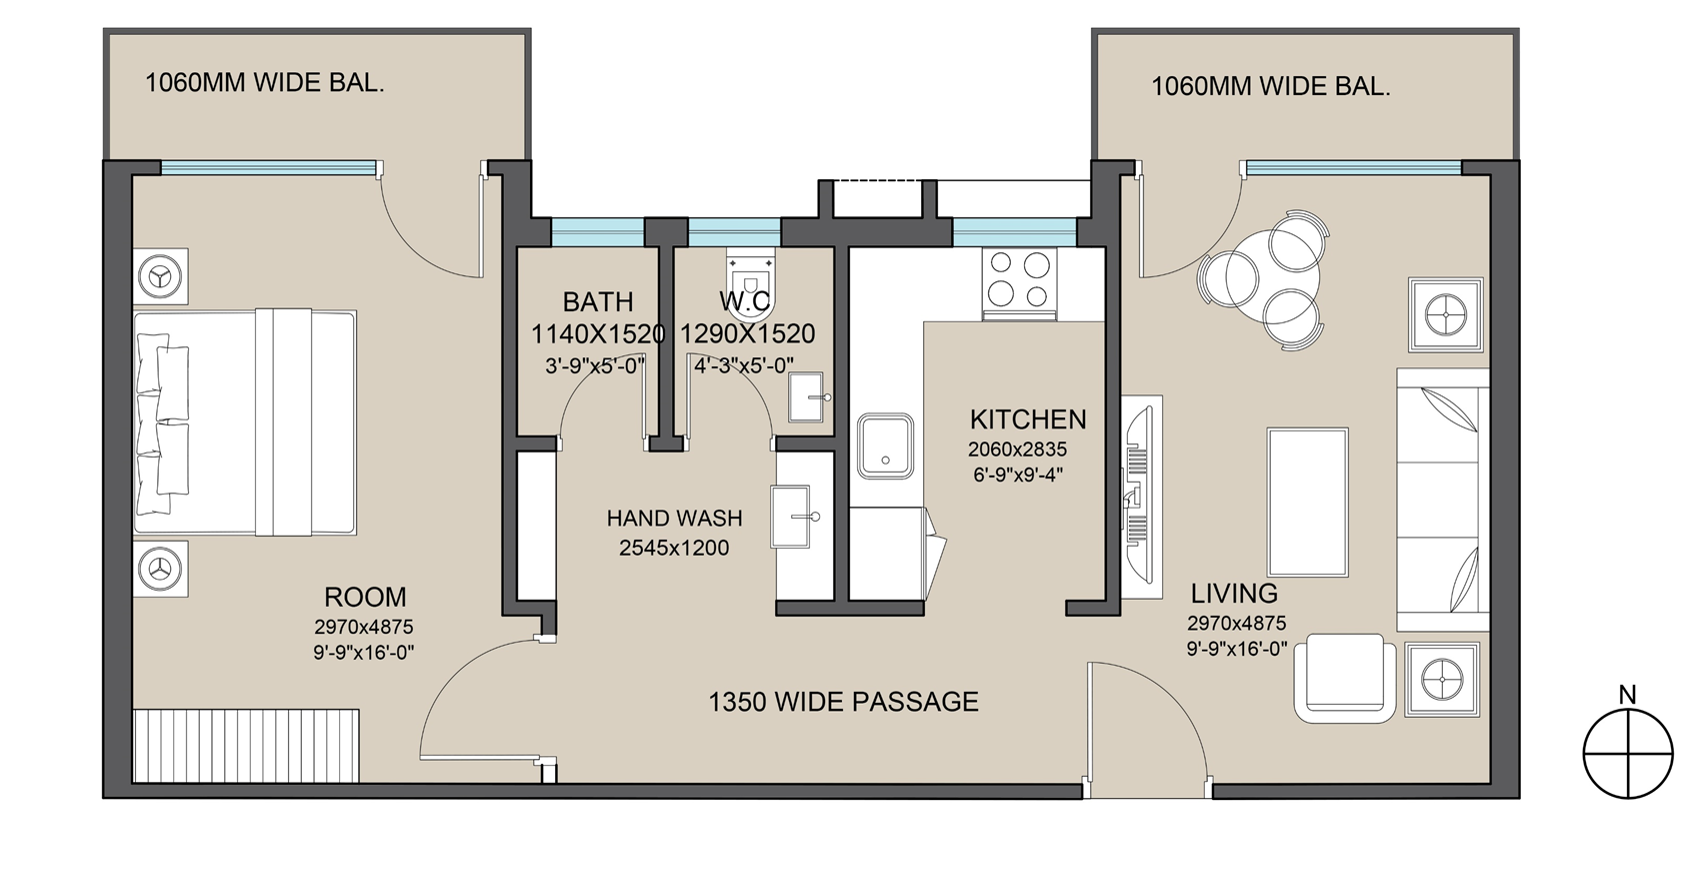 1060MM WIDE BAL.
1060MM WIDE BAL.
BATH
1140X1520
3'-9"x5'-0"
W.C
1290X1520
4'-3"x5'-0"
KITCHEN
2060x2835
6'-9"x9'-4"
HAND WASH
2545x1200
ROOM
2970x4875
9'-9"x16'-0"
LIVING
2970x4875
9'-9"x16'-0"
1350 WIDE PASSAGE
N